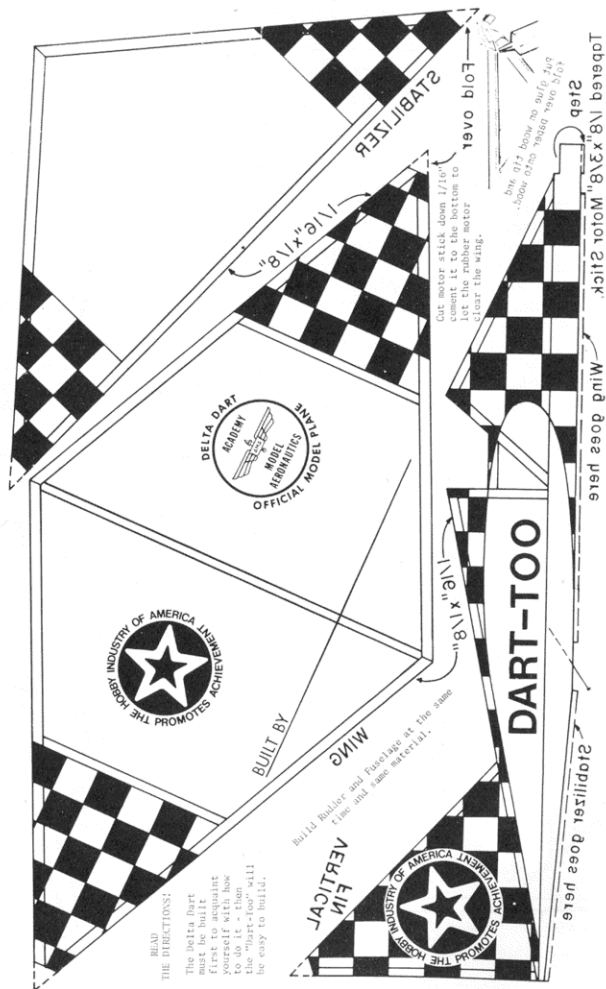 Tapered 1/8"x3/8" Motor Stick
Step
Put glue on wood tip and
fold over paper onto wood.
Fold over
STABILIZER
1/16"x1/8"
Cut motor stick down 1/16"
cement it to the bottom to
let the rubber motor
clear the wing.
Wing goes here
DELTA DART
ACADEMY
AMA
MODEL
AERONAUTICS
OFFICIAL MODEL PLANE
DART-TOO
1/16" x 1/8"
THE HOBBY INDUSTRY OF AMERICA
PROMOTES ACHIEVEMENT
BUILT BY
WING
Build Rudder and Fuselage at the same
time and same material.
Stabilizer goes here
VERTICAL
FIN
THE HOBBY INDUSTRY OF AMERICA
PROMOTES ACHIEVEMENT
READ
THE DIRECTIONS!
The Delta Dart
must be built
first to acquaint
yourself with how
to do it - then
the "Dart-Too" will
be easy to build.